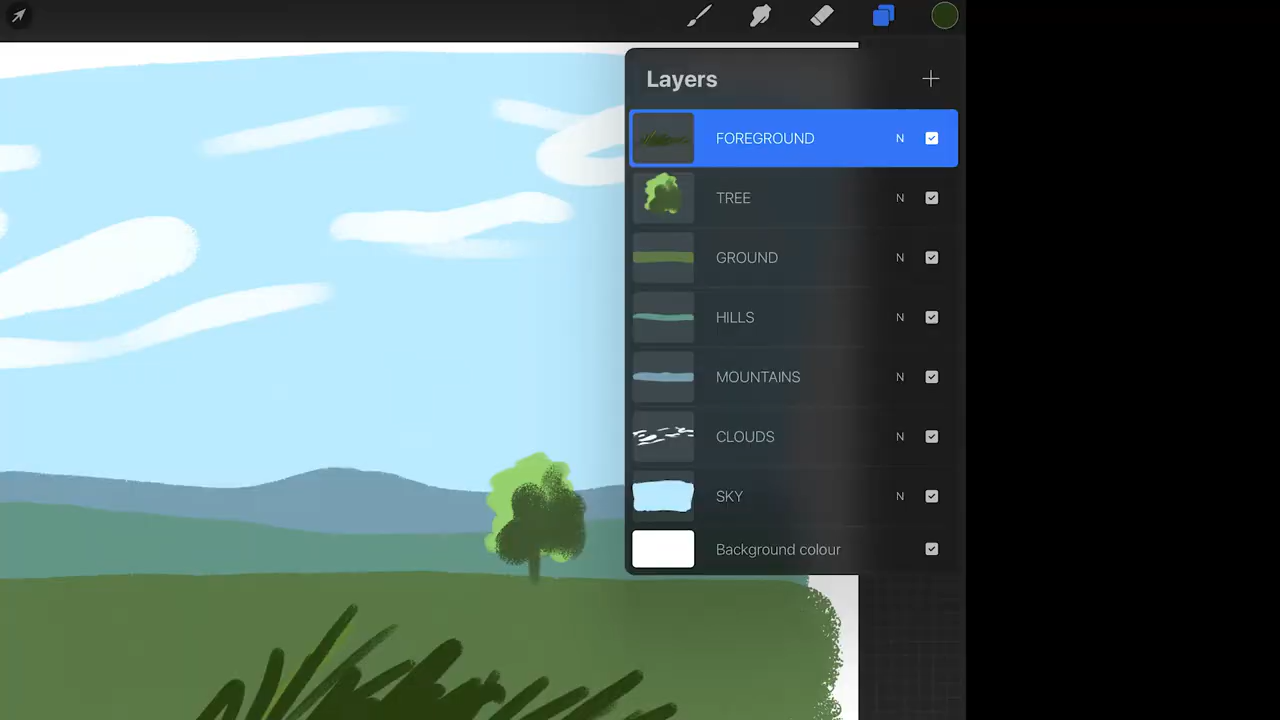 Layers
FOREGROUND N
TREE N
GROUND N
HILLS N
MOUNTAINS N
CLOUDS N
SKY N
Background colour